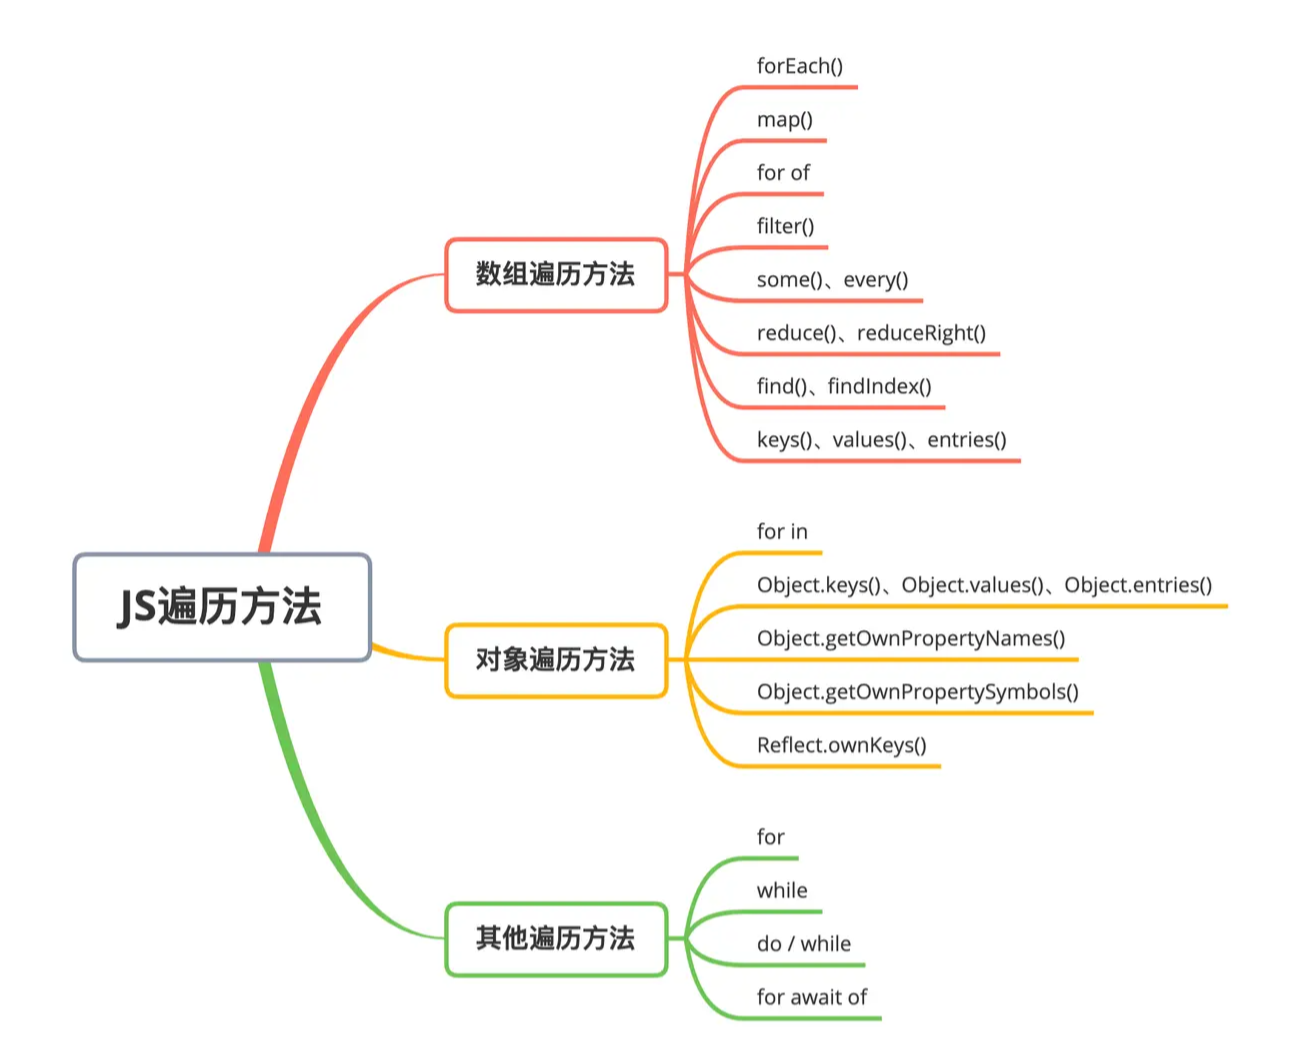 JS遍历方法
数组遍历方法
forEach()
map()
for of
filter()
some()、every()
reduce()、reduceRight()
find()、findIndex()
keys()、values()、entries()
对象遍历方法
for in
Object.keys()、Object.values()、Object.entries()
Object.getOwnPropertyNames()
Object.getOwnPropertySymbols()
Reflect.ownKeys()
其他遍历方法
for
while
do / while
for await of